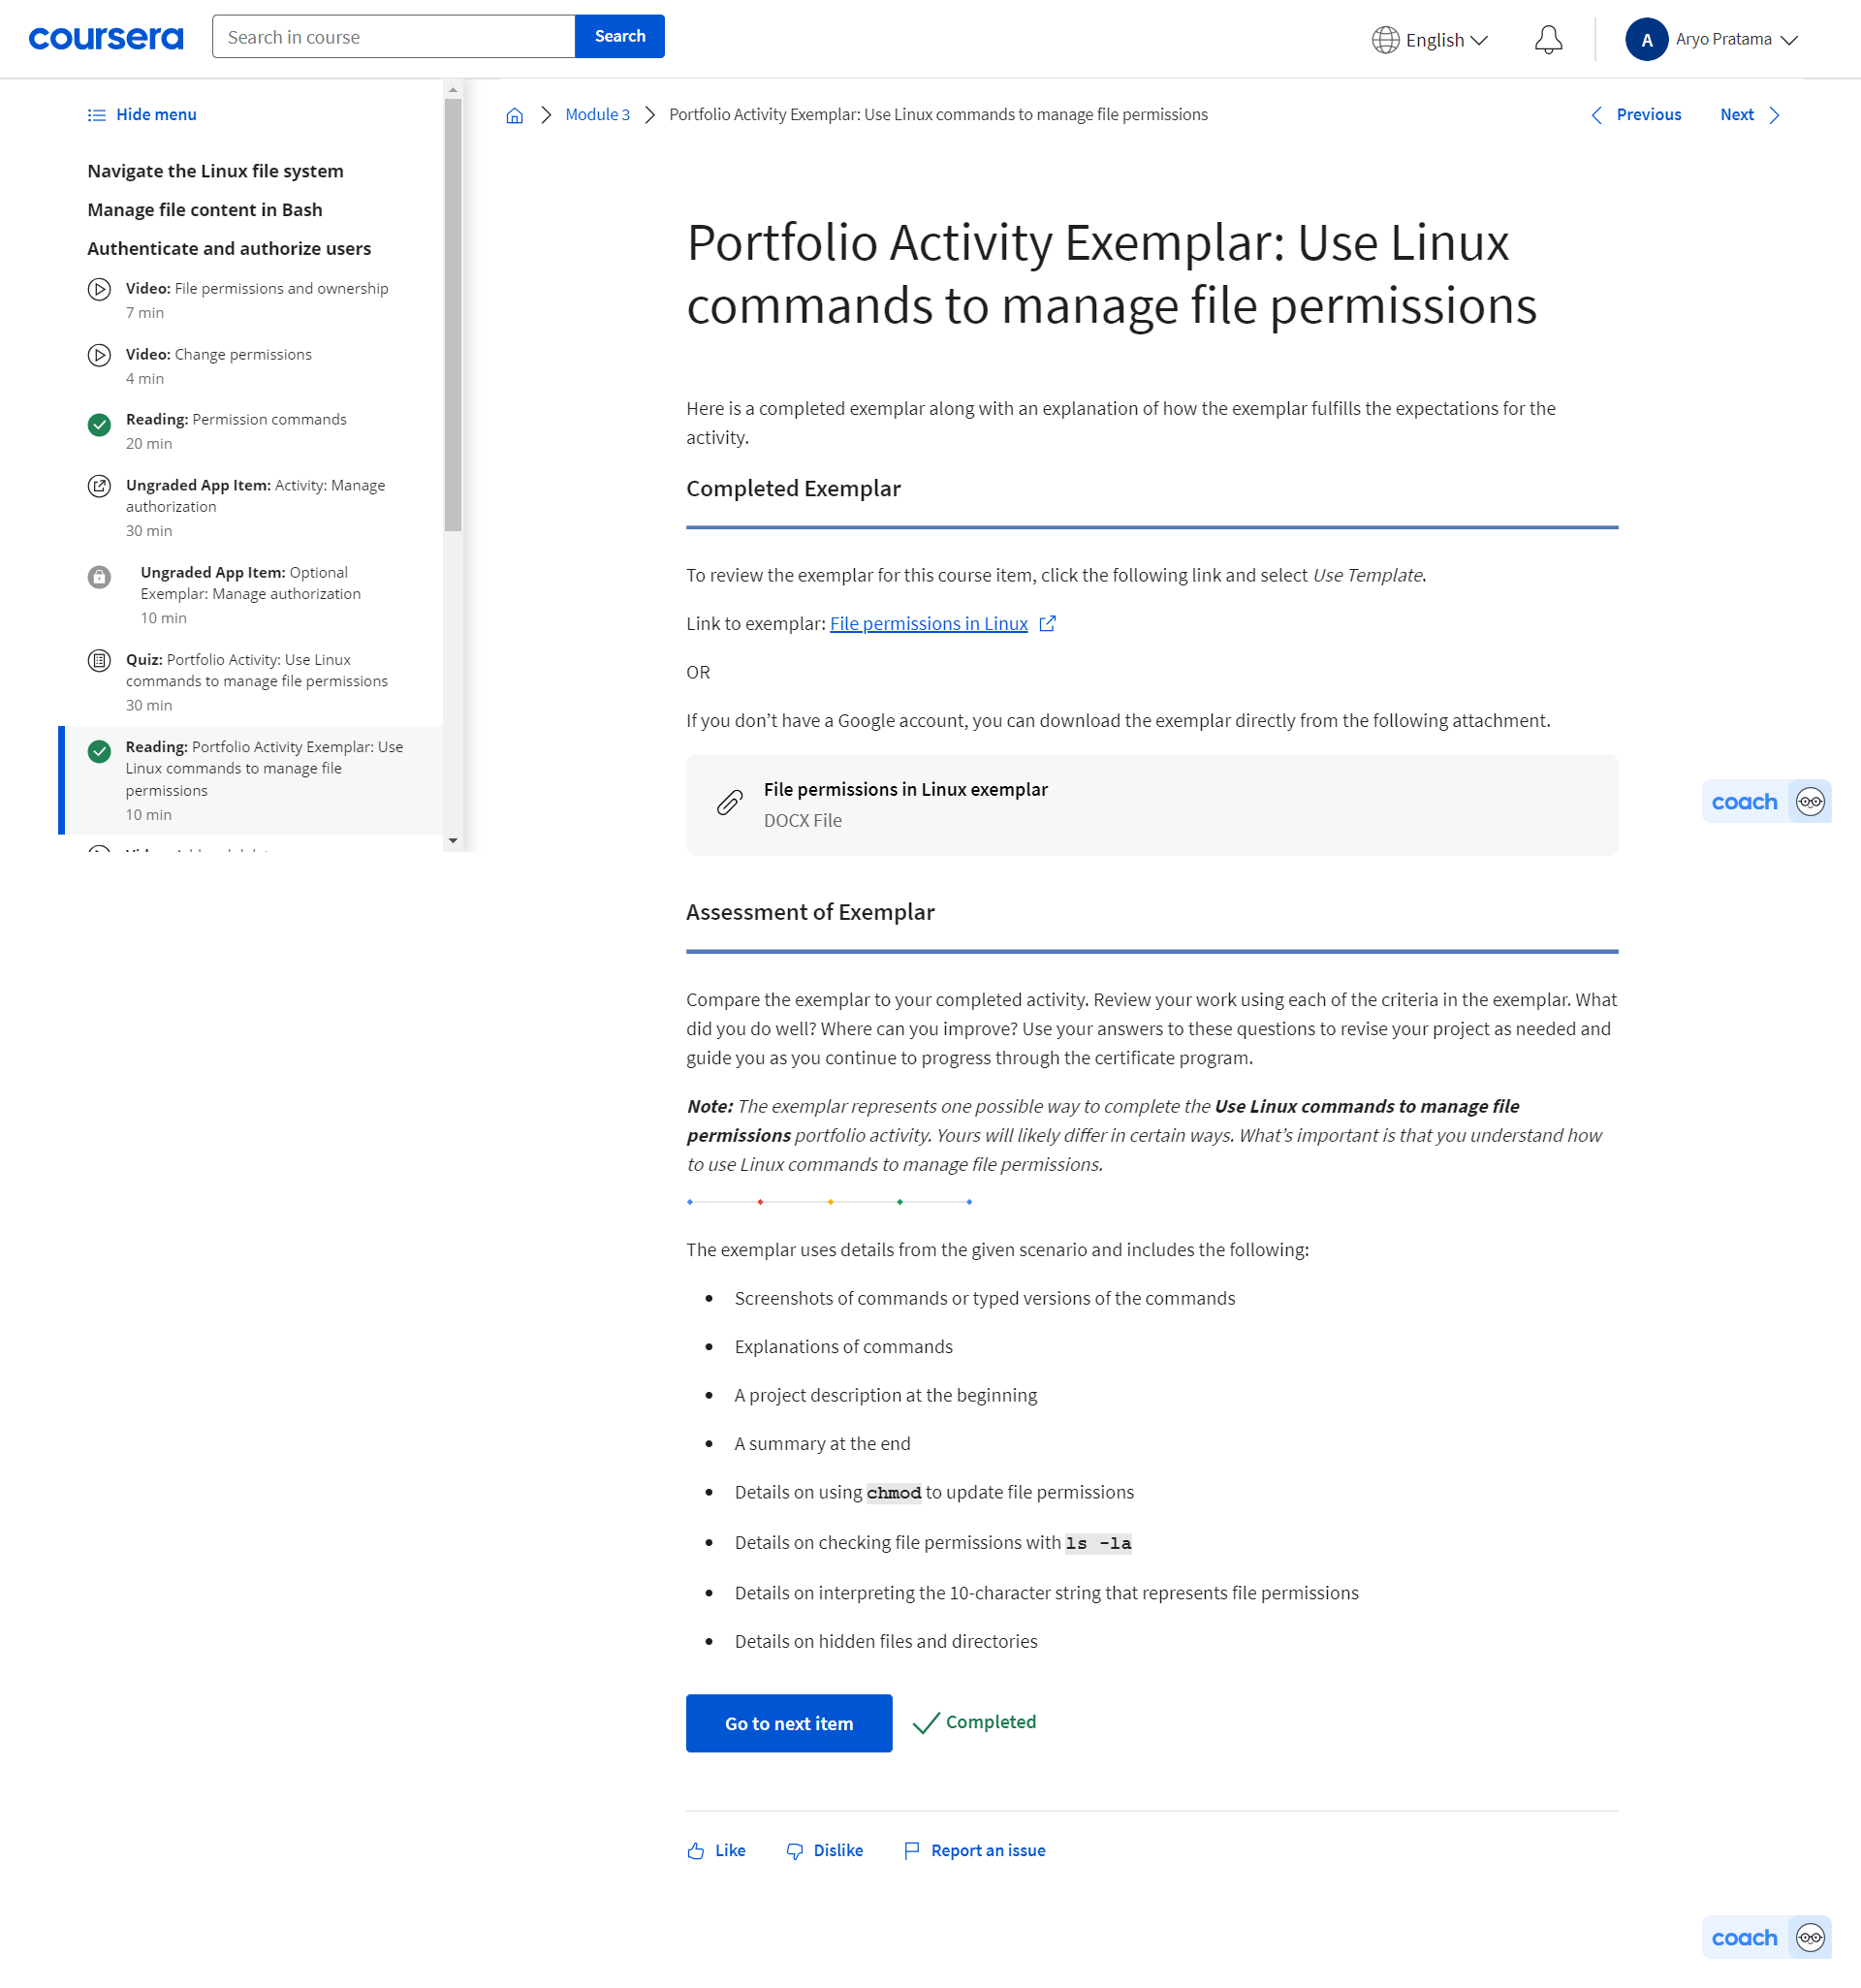 coursera
Search in course
Search
English
A
Aryo Pratama
Hide menu
Navigate the Linux file system
Manage file content in Bash
Authenticate and authorize users
Video: File permissions and ownership
7 min
Video: Change permissions
4 min
Reading: Permission commands
20 min
Ungraded App Item: Activity: Manage
authorization
30 min
Ungraded App Item: Optional
Exemplar: Manage authorization
10 min
Quiz: Portfolio Activity: Use Linux
commands to manage file permissions
30 min
Reading: Portfolio Activity Exemplar: Use
Linux commands to manage file
permissions
10 min
Module 3
Portfolio Activity Exemplar: Use Linux commands to manage file permissions
Previous
Next
Portfolio Activity Exemplar: Use Linux
commands to manage file permissions
Here is a completed exemplar along with an explanation of how the exemplar fulfills the expectations for the
activity.
Completed Exemplar
To review the exemplar for this course item, click the following link and select Use Template.
Link to exemplar: File permissions in Linux
OR
If you don’t have a Google account, you can download the exemplar directly from the following attachment.
File permissions in Linux exemplar
DOCX File
coach
Assessment of Exemplar
Compare the exemplar to your completed activity. Review your work using each of the criteria in the exemplar. What
did you do well? Where can you improve? Use your answers to these questions to revise your project as needed and
guide you as you continue to progress through the certificate program.
Note: The exemplar represents one possible way to complete the Use Linux commands to manage file
permissions portfolio activity. Yours will likely differ in certain ways. What’s important is that you understand how
to use Linux commands to manage file permissions.
The exemplar uses details from the given scenario and includes the following:
• Screenshots of commands or typed versions of the commands
• Explanations of commands
• A project description at the beginning
• A summary at the end
• Details on using chmod to update file permissions
• Details on checking file permissions with ls -la
• Details on interpreting the 10-character string that represents file permissions
• Details on hidden files and directories
Go to next item
Completed
Like
Dislike
Report an issue
coach